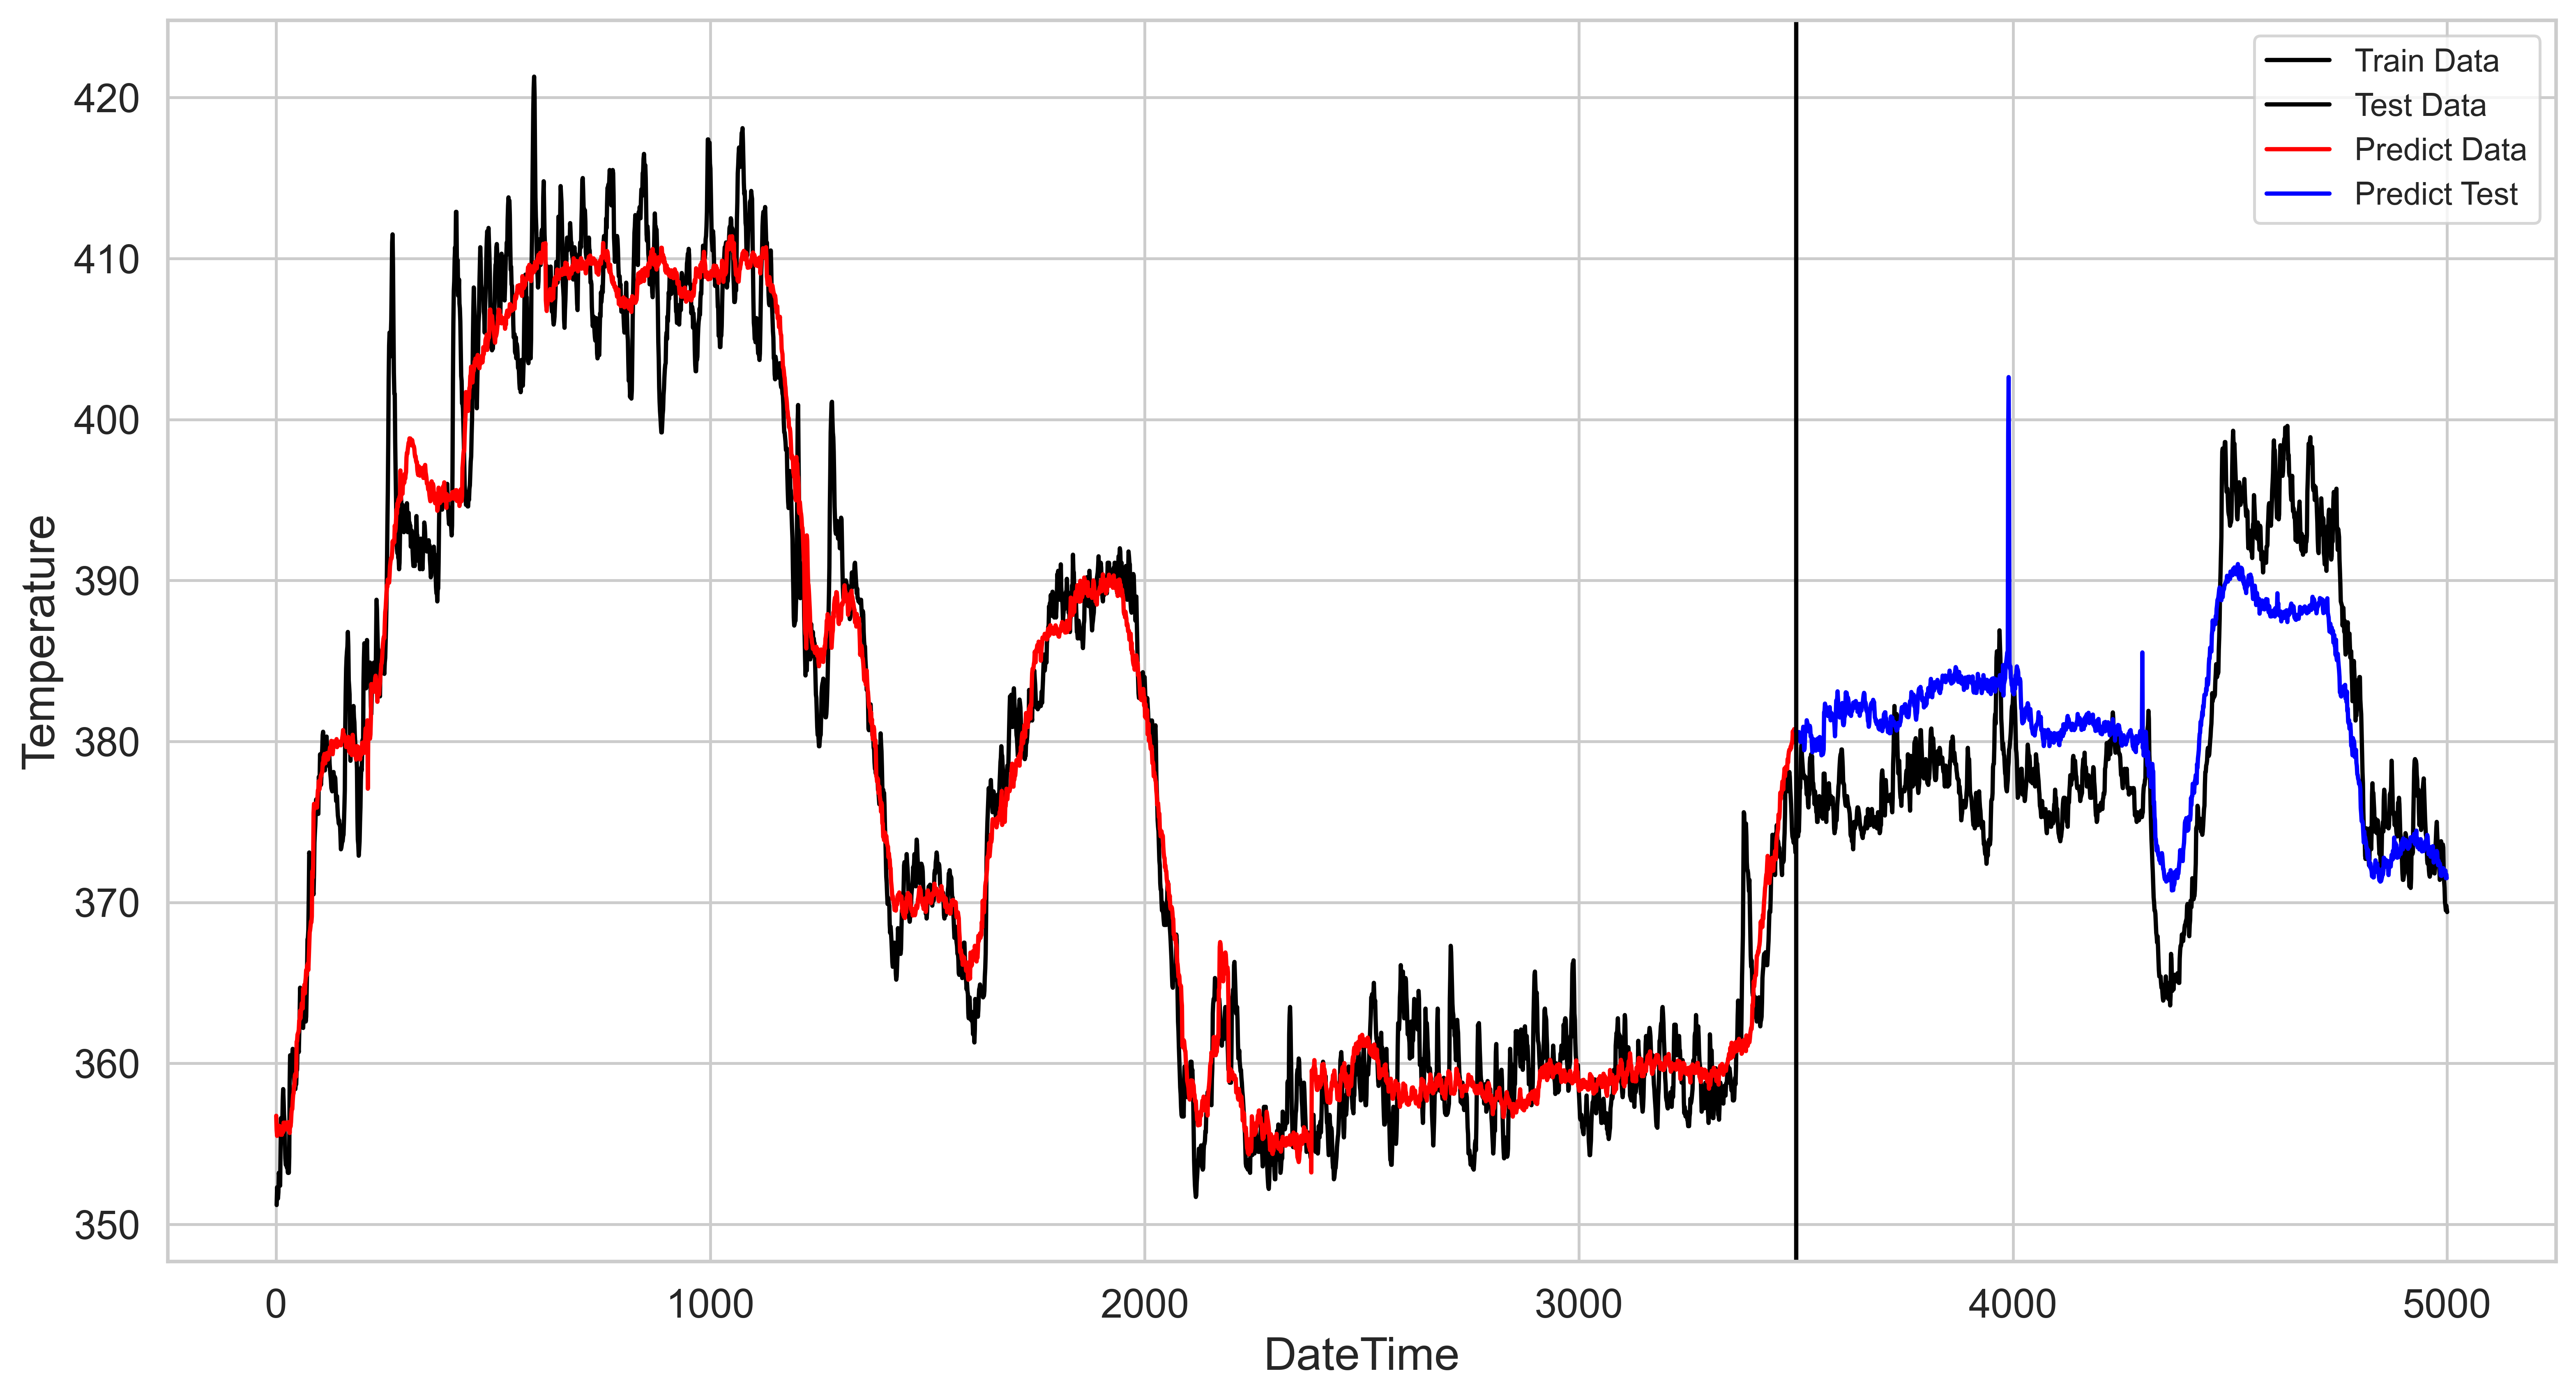 Train Data
Test Data
Predict Data
Predict Test
420
410
400
390
380
370
360
350
Temperature
0 1000 2000 3000 4000 5000
DateTime